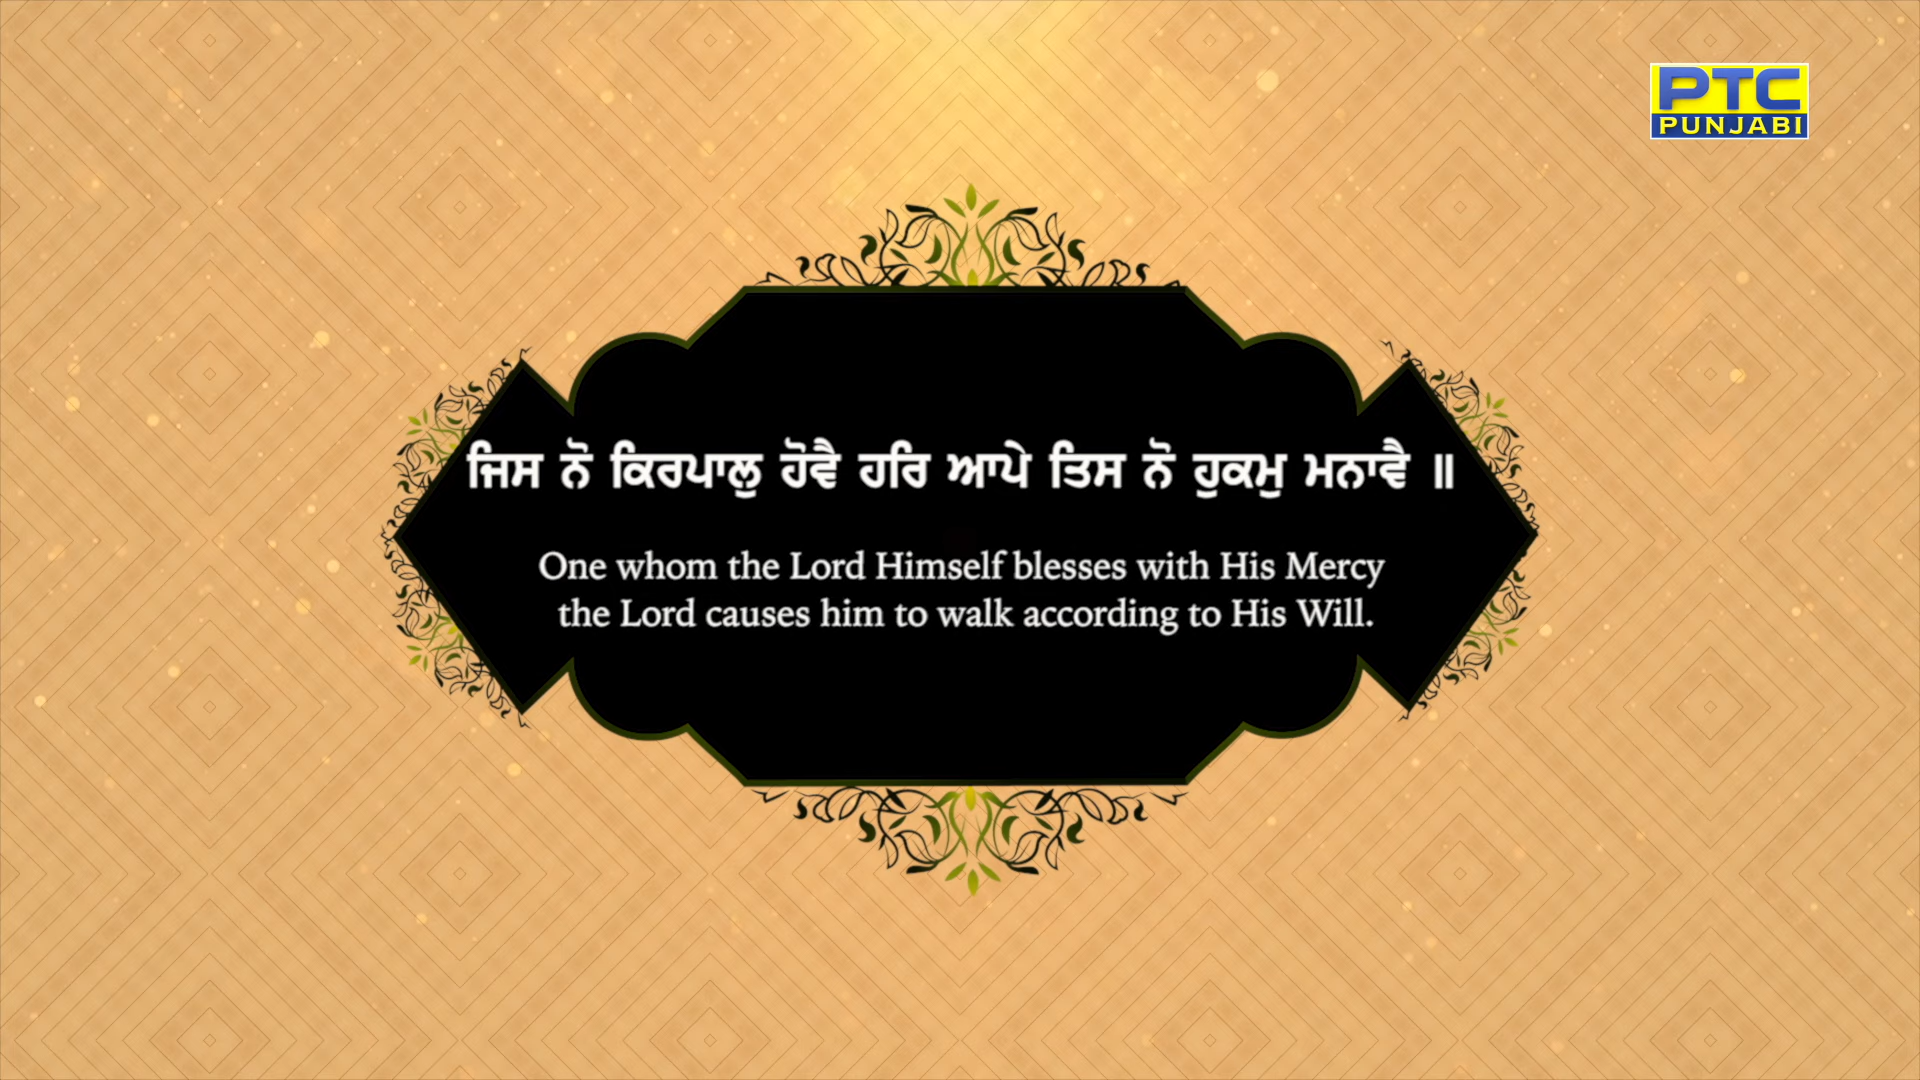 PTC
PUNJABI
ਜਿਸ ਨੋ ਕਿਰਪਾਲੁ ਹੋਵੈ ਹਰਿ ਆਪੇ ਤਿਸ ਨੋ ਹੁਕਮੁ ਮਨਾਵੈ ॥
One whom the Lord Himself blesses with His Mercy
the Lord causes him to walk according to His Will.